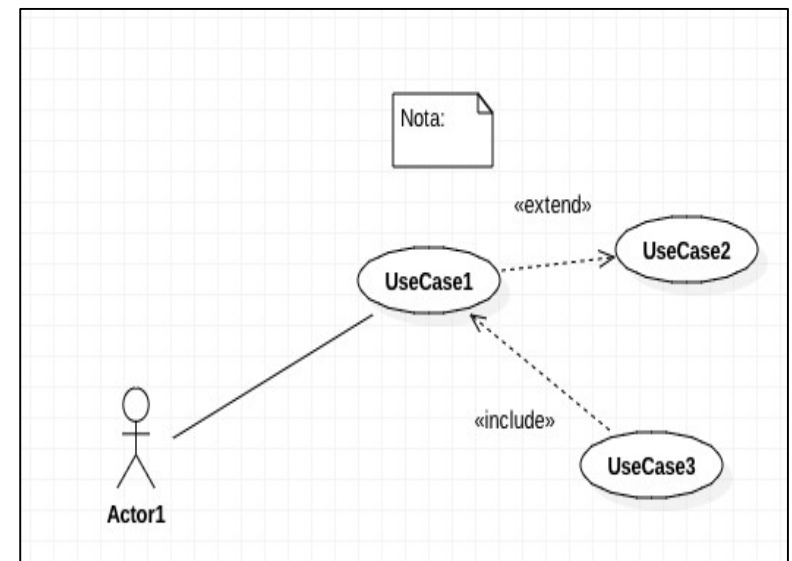 Nota:
«extend»
UseCase2
UseCase1
«include»
UseCase3
Actor1